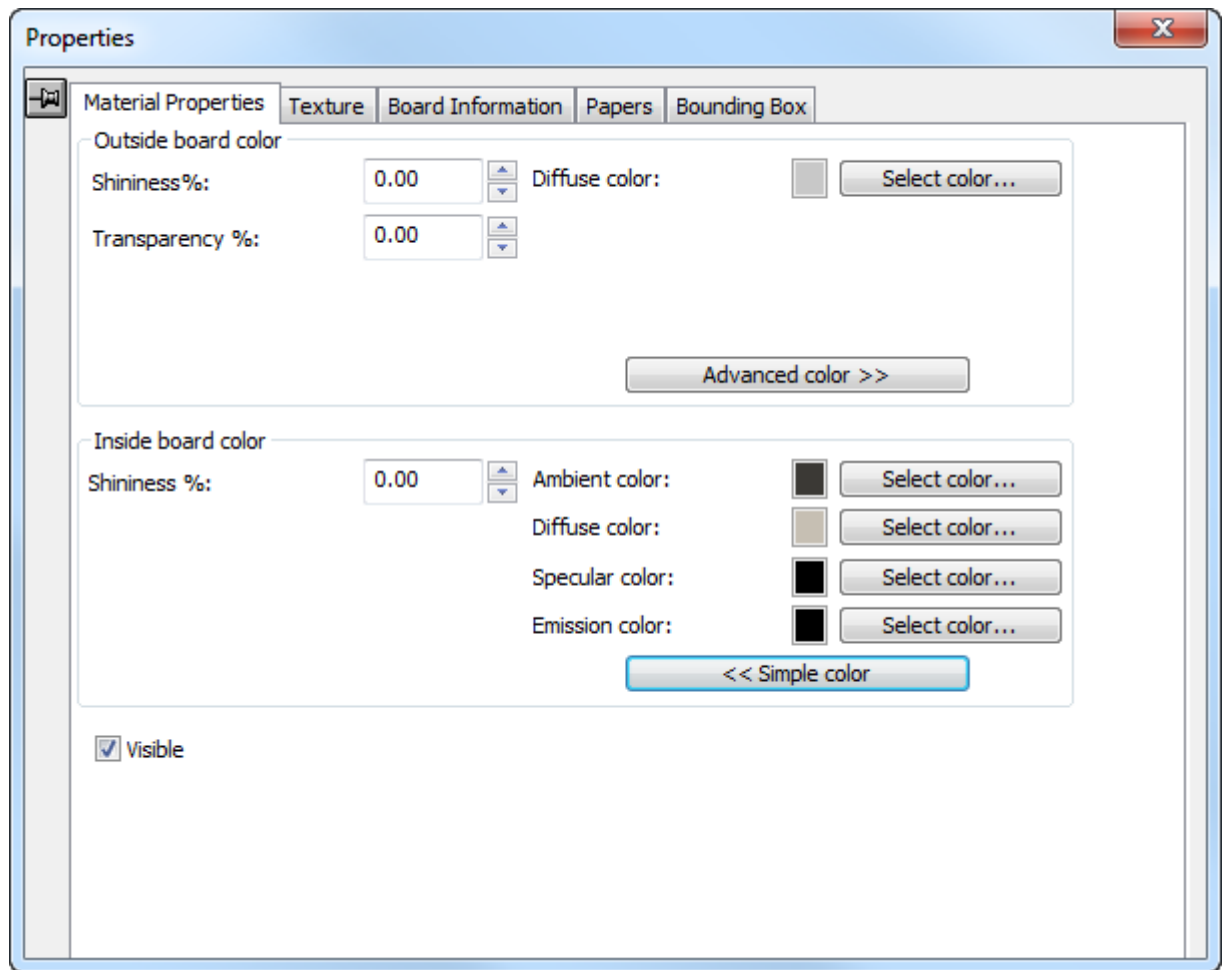 Properties
Material Properties Texture Board Information Papers Bounding Box
Outside board color
Shininess%: 0.00 Diffuse color: Select color...
Transparency %: 0.00
Advanced color >>
Inside board color
Shininess %: 0.00 Ambient color: Select color...
Diffuse color: Select color...
Specular color: Select color...
Emission color: Select color...
<< Simple color
Visible